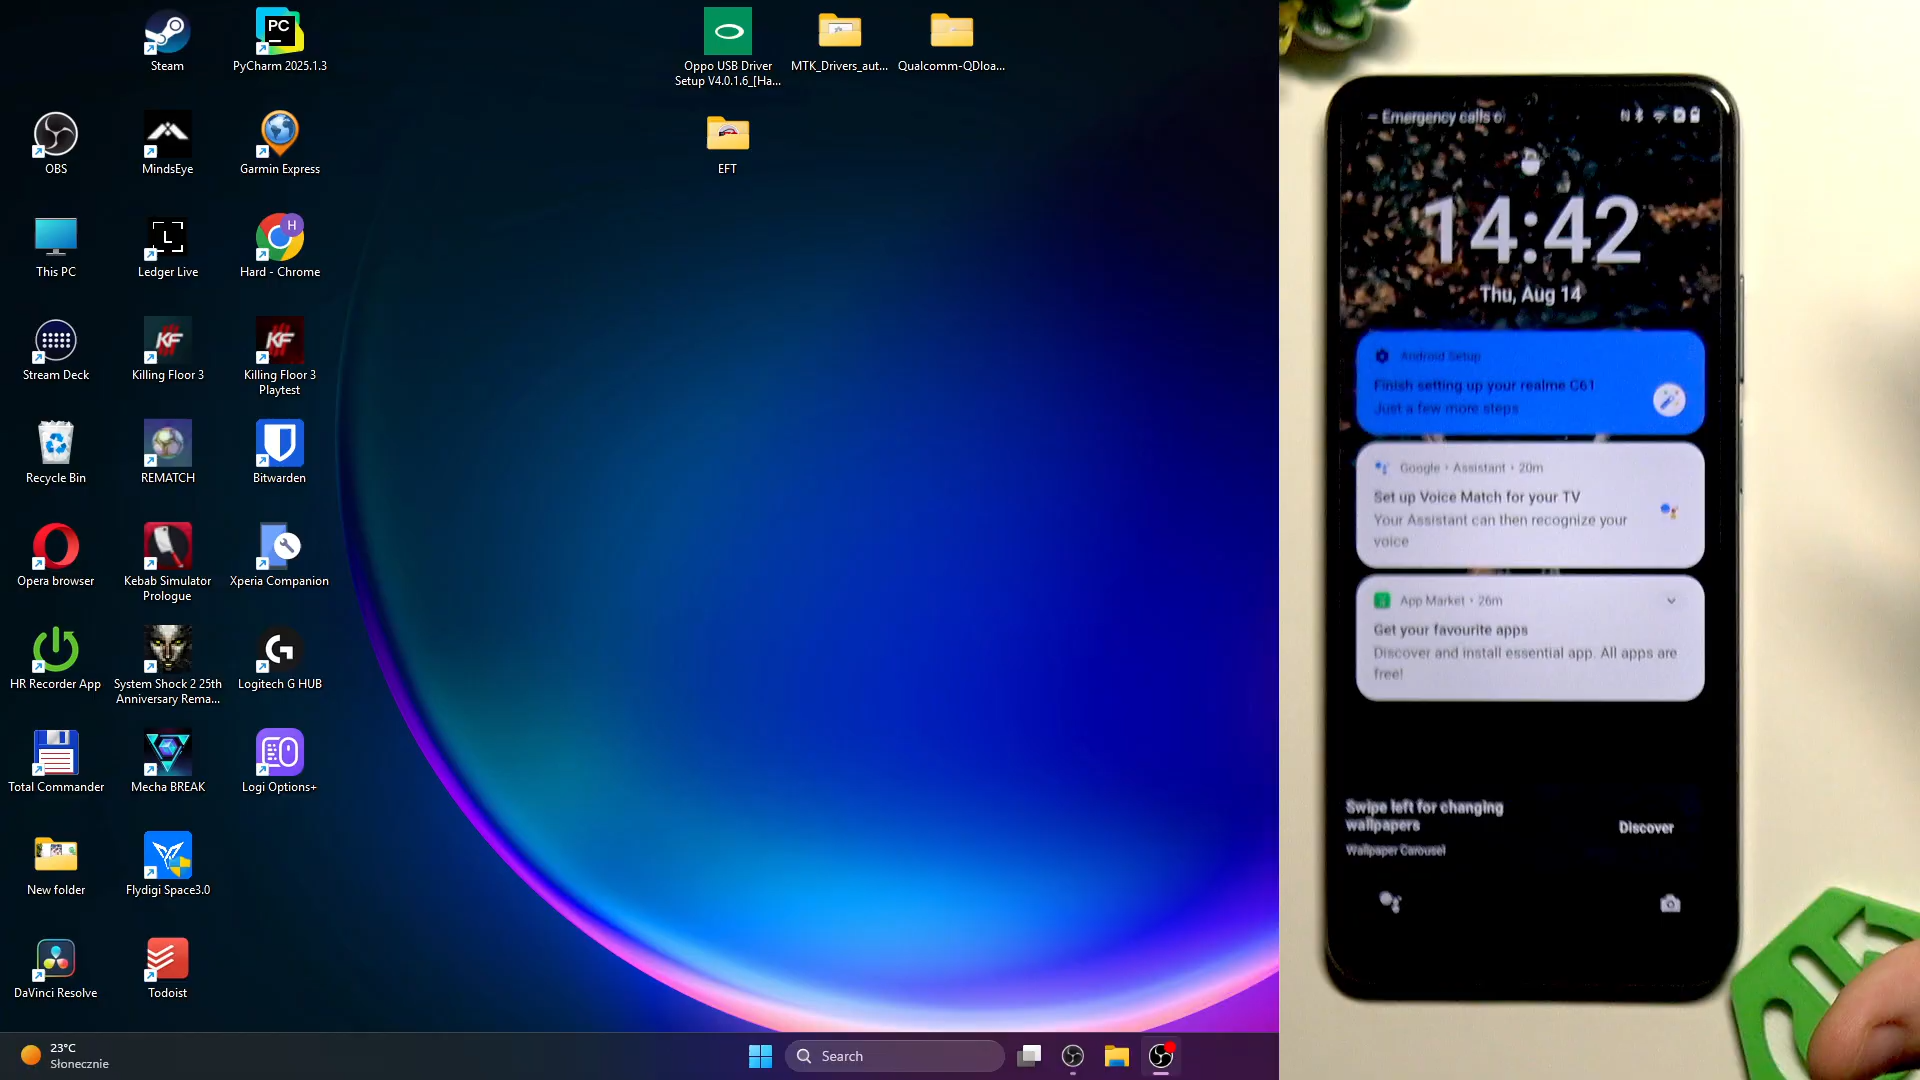 Steam
PyCharm 2025.1.3
PC
Oppo USB Driver
Setup V4.0.1.6_[Ha...
MTK_Drivers_aut...
Qualcomm-QDloa...
OBS
MindsEye
Garmin Express
EFT
This PC
L
Ledger Live
H
Hard - Chrome
Stream Deck
KF
Killing Floor 3
KF
Killing Floor 3
Playtest
Recycle Bin
REMATCH
Bitwarden
Opera browser
Kebab Simulator
Prologue
Xperia Companion
HR Recorder App
System Shock 2 25th
Anniversary Rema...
Logitech G HUB
Total Commander
Mecha BREAK
Logi Options+
New folder
Flydigi Space3.0
DaVinci Resolve
Todoist
23°C
Słonecznie
Search
Emergency calls o
14:42
Thu, Aug 14
Android Setup
Finish setting up your realme C61
Just a few more steps
Google • Assistant • 20m
Set up Voice Match for your TV
Your Assistant can then recognize your
voice
App Market • 26m
Get your favourite apps
Discover and install essential app. All apps are
free!
Swipe left for changing
wallpapers
Discover
Wallpaper Carousel